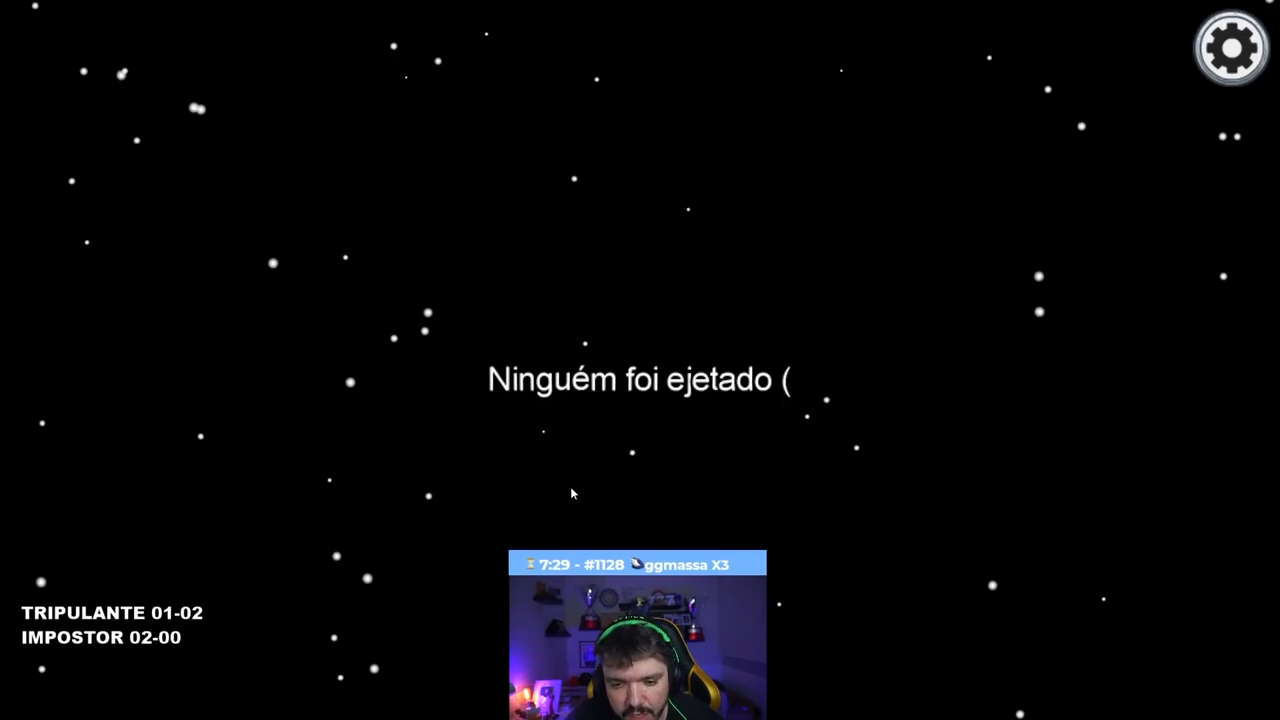 Ninguém foi ejetado (
7:29 - #1128 ggmassa X3
TRIPULANTE 01-02
IMPOSTOR 02-00